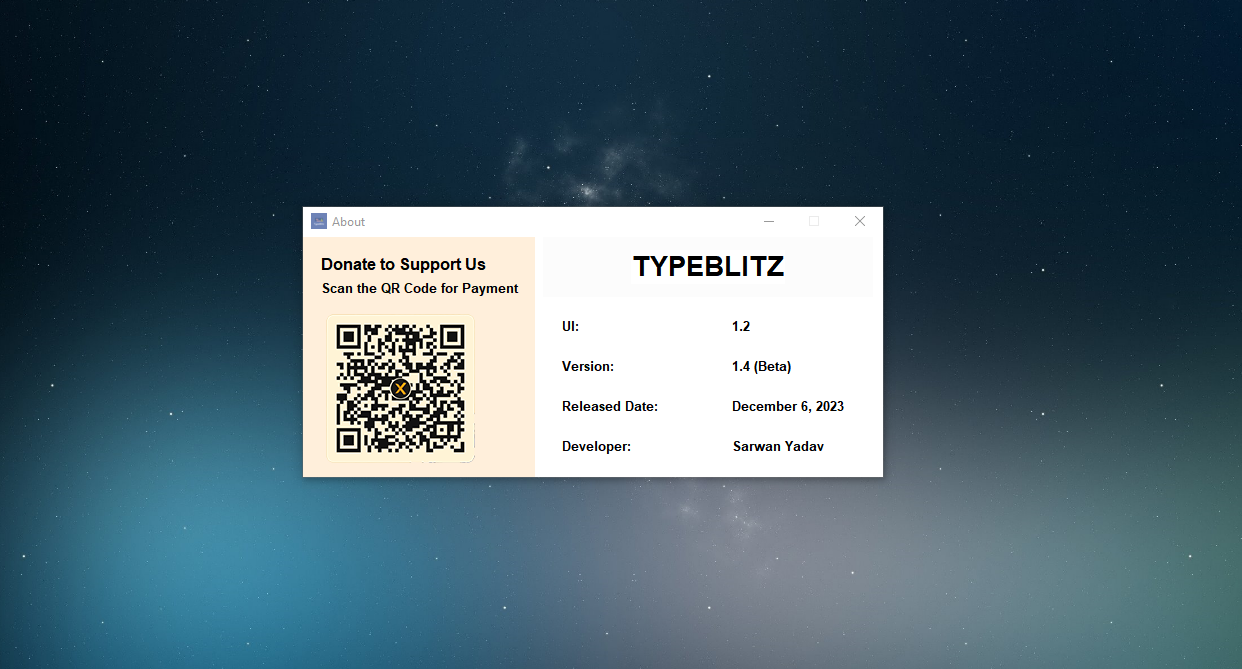 About
Donate to Support Us
Scan the QR Code for Payment
TYPEBLITZ
UI: 1.2
Version: 1.4 (Beta)
Released Date: December 6, 2023
Developer: Sarwan Yadav